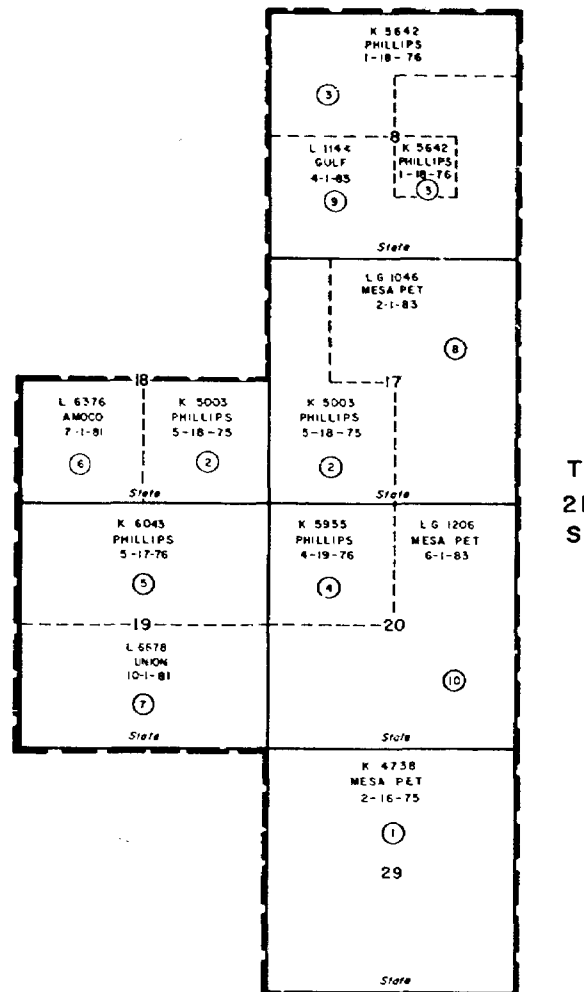 K 5642
PHILLIPS
1-18-76
3
8
L 1144
GULF
4-1-83
9
K 5642
PHILLIPS
1-18-76
3
State
L G 1046
MESA PET
2-1-83
8
18
17
L 6376
AMOCO
7-1-81
6
K 5003
PHILLIPS
5-18-75
2
K 5003
PHILLIPS
5-18-75
2
State
State
K 6043
PHILLIPS
5-17-76
5
K 5955
PHILLIPS
4-19-76
4
L G 1206
MESA PET
6-1-83
19
20
L 6678
UNION
10-1-81
7
10
State
State
K 4738
MESA PET
2-16-75
1
29
State
T
21
S